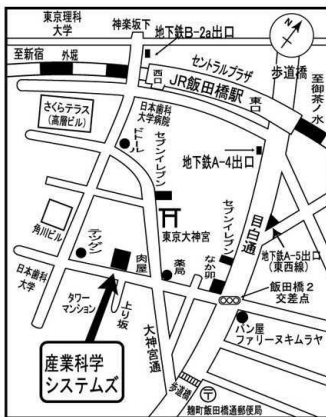 東京理科
大学
神楽坂下
地下鉄B-2a出口
N
至新宿
外堀
セントラルプラザ
西口
JR飯田橋駅
東口
歩道橋
至御茶ノ水
さくらテラス
(高層ビル)
日本歯科
大学病院
ドトール
セブンイレブン
地下鉄A-4出口
目白通
角川ビル
東京大神宮
セブンイレブン
地下鉄A-5出口
(東西線)
テンダン
肉屋
薬局
なか卯
飯田橋2
交差点
日本歯科
大学
タワー
マンション
上り坂
大神宮通
パン屋
ファリーヌキムラヤ
産業科学
システムズ
歩道橋
〒
麹町飯田橋通郵便局